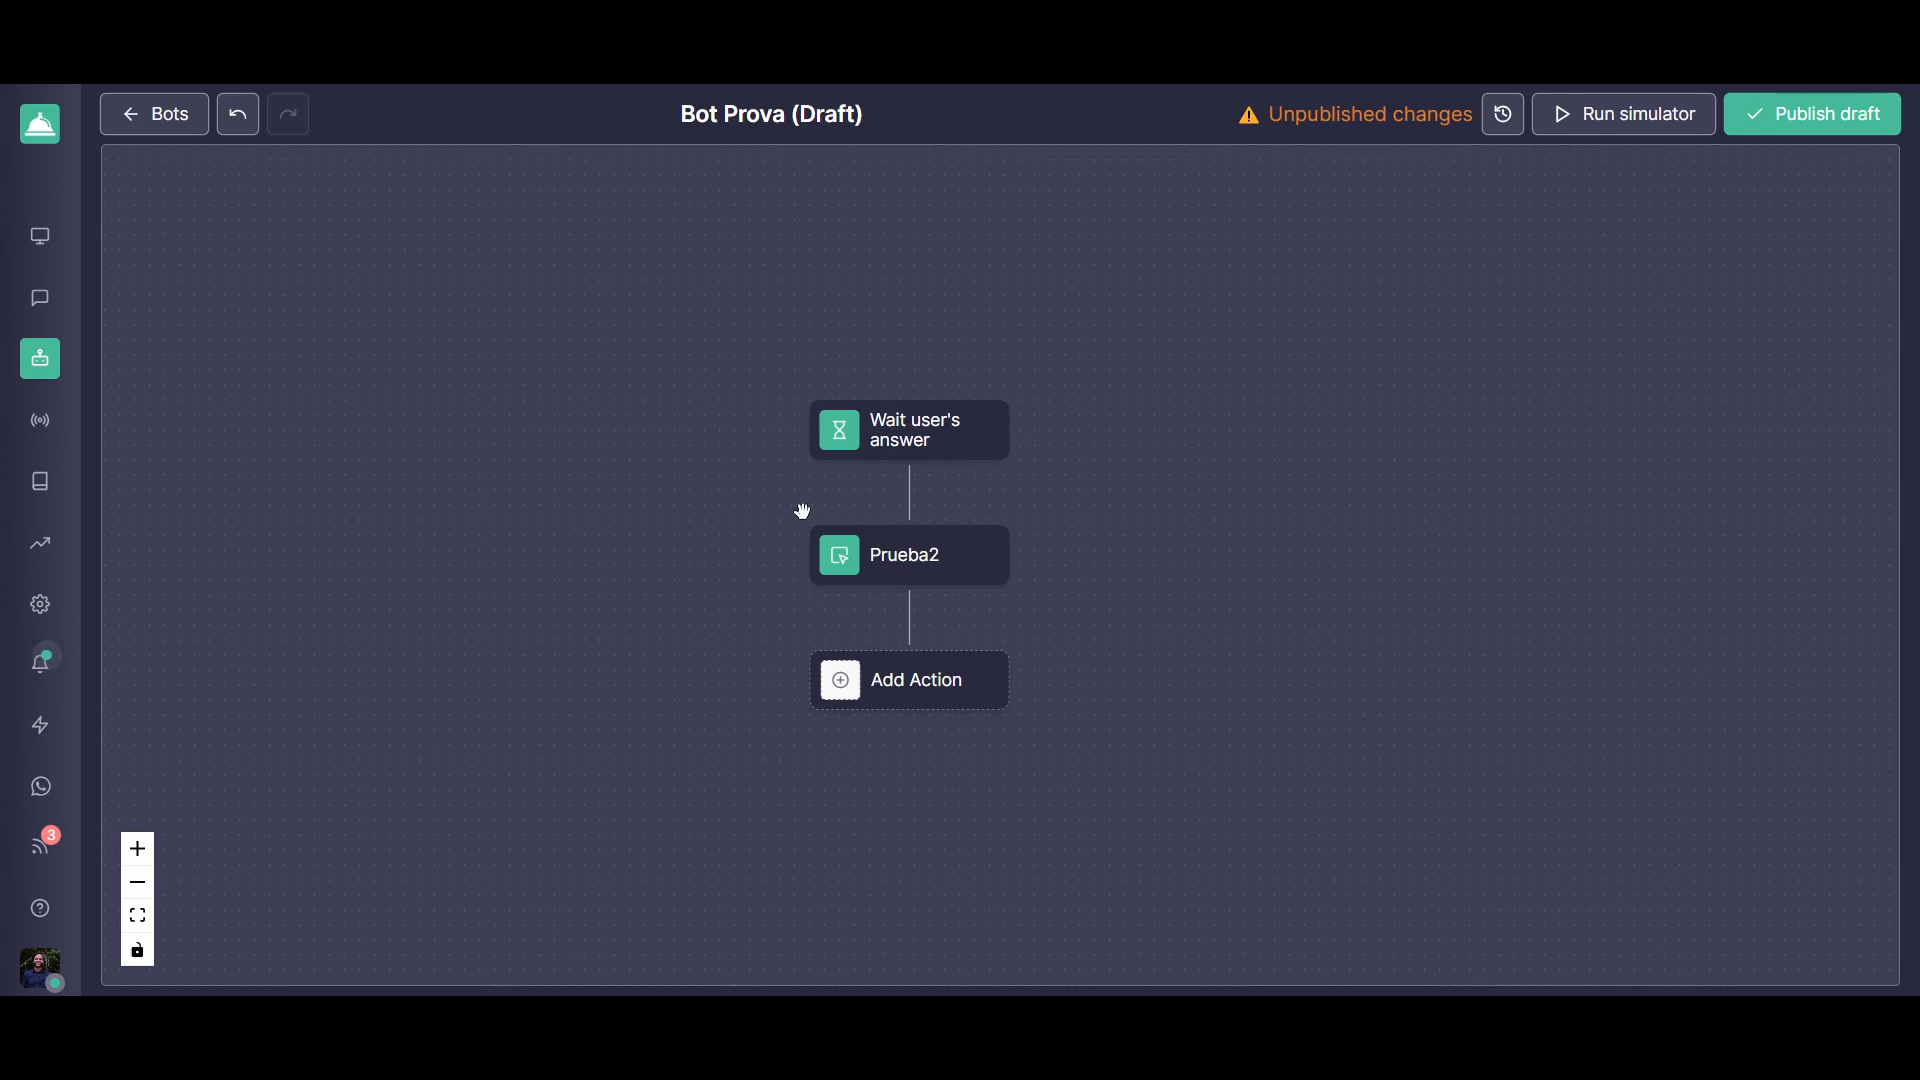 Bots
Bot Prova (Draft)
Unpublished changes
Run simulator
Publish draft
Wait user's
answer
Prueba2
Add Action
3